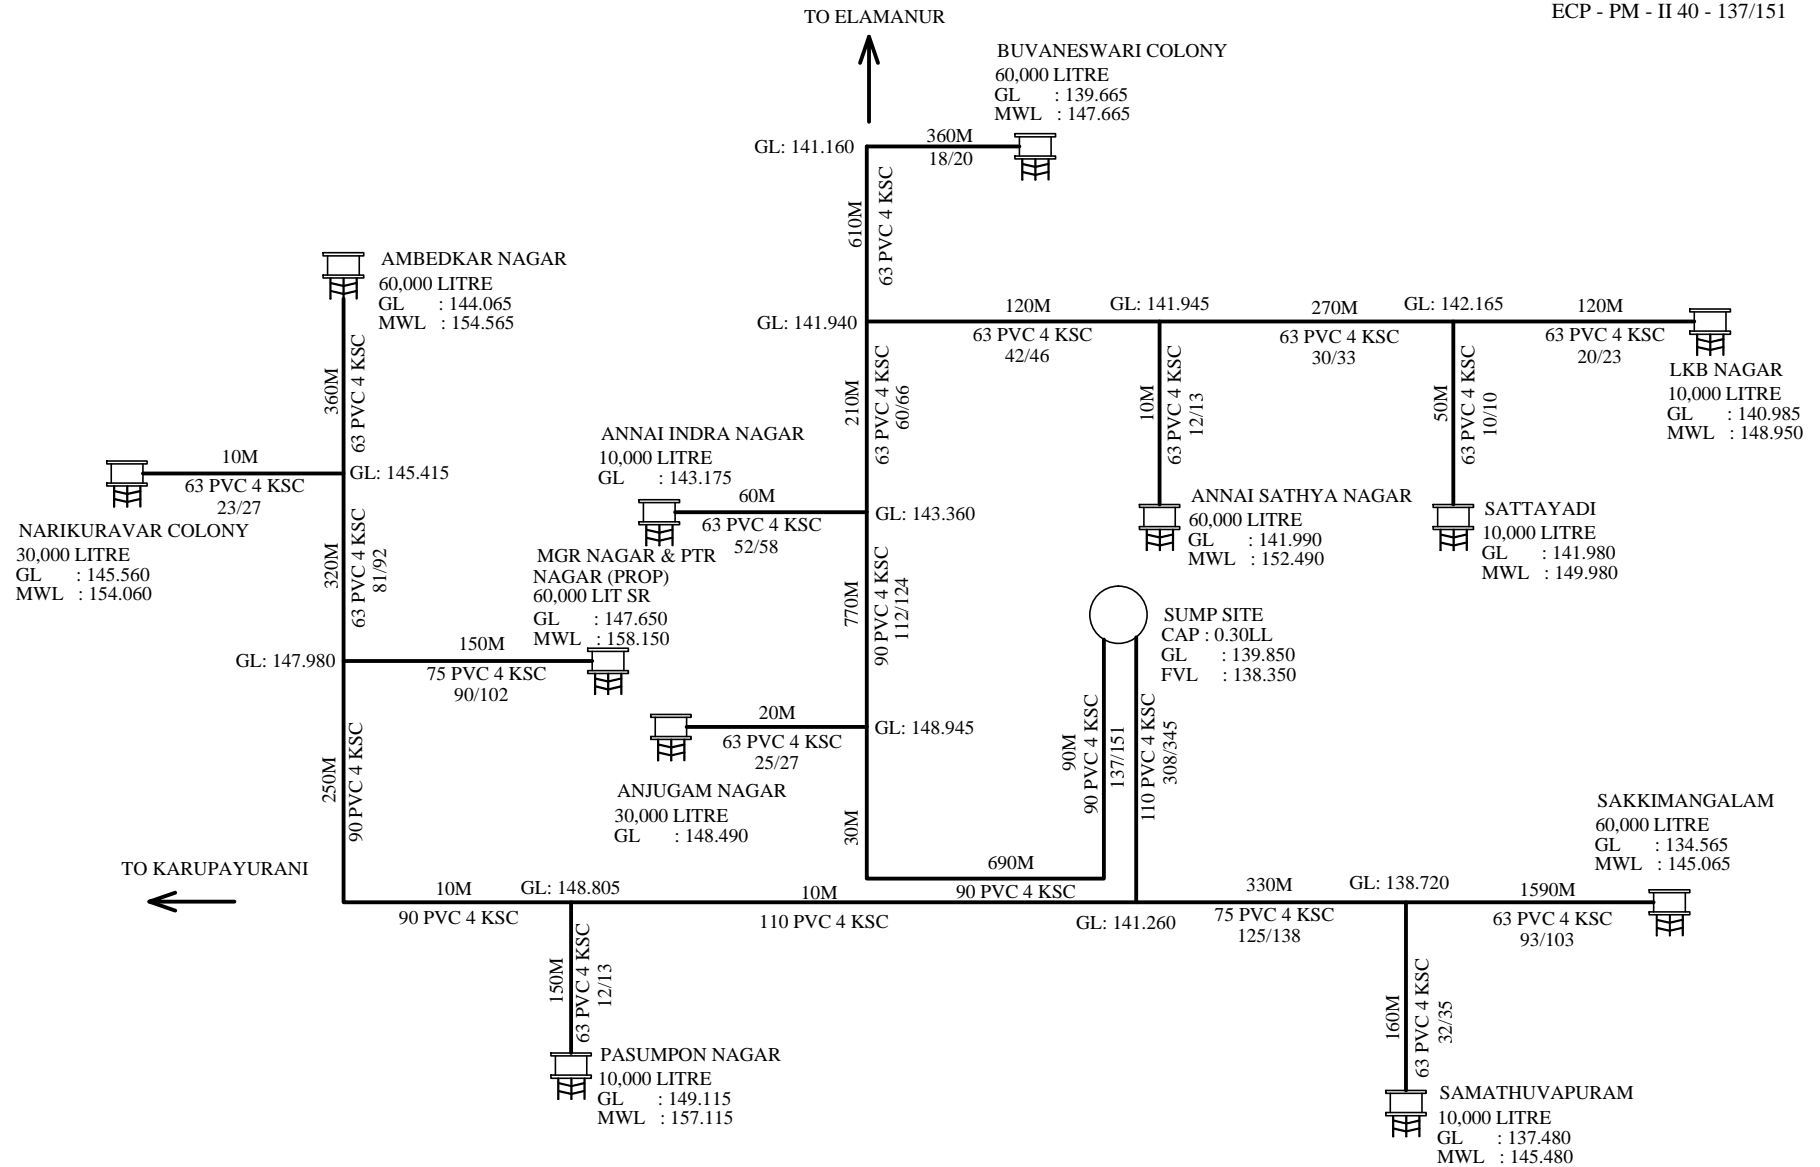 ECP - PM - II 40 - 137/151
TO ELAMANUR
BUVANESWARI COLONY
60,000 LITRE
GL : 139.665
MWL : 147.665
GL: 141.160
360M
18/20
610M
63 PVC 4 KSC
AMBEDKAR NAGAR
60,000 LITRE
GL : 144.065
MWL : 154.565
360M
63 PVC 4 KSC
GL: 141.940
120M
63 PVC 4 KSC
42/46
GL: 141.945
270M
63 PVC 4 KSC
30/33
GL: 142.165
120M
63 PVC 4 KSC
20/23
LKB NAGAR
10,000 LITRE
GL : 140.985
MWL : 148.950
210M
63 PVC 4 KSC
60/66
10M
63 PVC 4 KSC
12/13
50M
63 PVC 4 KSC
10/10
10M
63 PVC 4 KSC
23/27
GL: 145.415
NARIKURAVAR COLONY
30,000 LITRE
GL : 145.560
MWL : 154.060
320M
63 PVC 4 KSC
81/92
ANNAI INDRA NAGAR
10,000 LITRE
GL : 143.175
60M
63 PVC 4 KSC
52/58
GL: 143.360
ANNAI SATHYA NAGAR
60,000 LITRE
GL : 141.990
MWL : 152.490
SATTAYADI
10,000 LITRE
GL : 141.980
MWL : 149.980
MGR NAGAR & PTR
NAGAR (PROP)
60,000 LIT SR
GL : 147.650
MWL : 158.150
770M
90 PVC 4 KSC
112/124
SUMP SITE
CAP : 0.30LL
GL : 139.850
FVL : 138.350
GL: 147.980
150M
75 PVC 4 KSC
90/102
20M
63 PVC 4 KSC
25/27
GL: 148.945
ANJUGAM NAGAR
30,000 LITRE
GL : 148.490
250M
90 PVC 4 KSC
30M
90M
90 PVC 4 KSC
137/151
110 PVC 4 KSC
308/345
TO KARUPAYURANI
690M
90 PVC 4 KSC
10M
90 PVC 4 KSC
GL: 148.805
10M
110 PVC 4 KSC
GL: 141.260
330M
75 PVC 4 KSC
125/138
GL: 138.720
1590M
63 PVC 4 KSC
93/103
SAKKIMANGALAM
60,000 LITRE
GL : 134.565
MWL : 145.065
150M
63 PVC 4 KSC
12/13
PASUMPON NAGAR
10,000 LITRE
GL : 149.115
MWL : 157.115
160M
63 PVC 4 KSC
32/35
SAMATHUVAPURAM
10,000 LITRE
GL : 137.480
MWL : 145.480